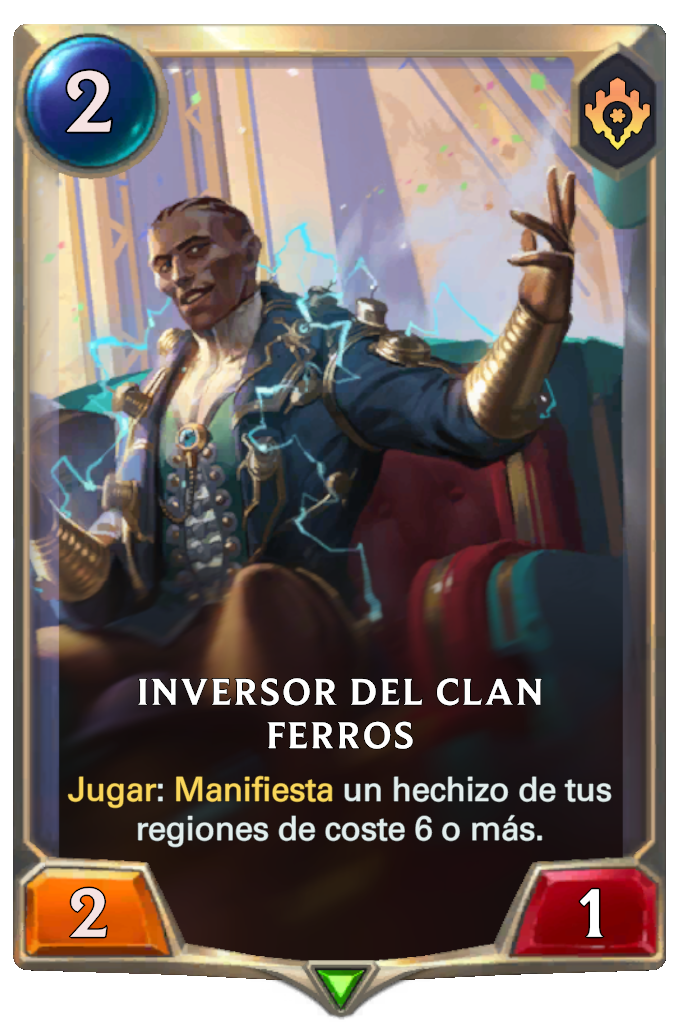 2
INVERSOR DEL CLAN
FERROS
Jugar: Manifiesta un hechizo de tus
regiones de coste 6 o más.
2
1